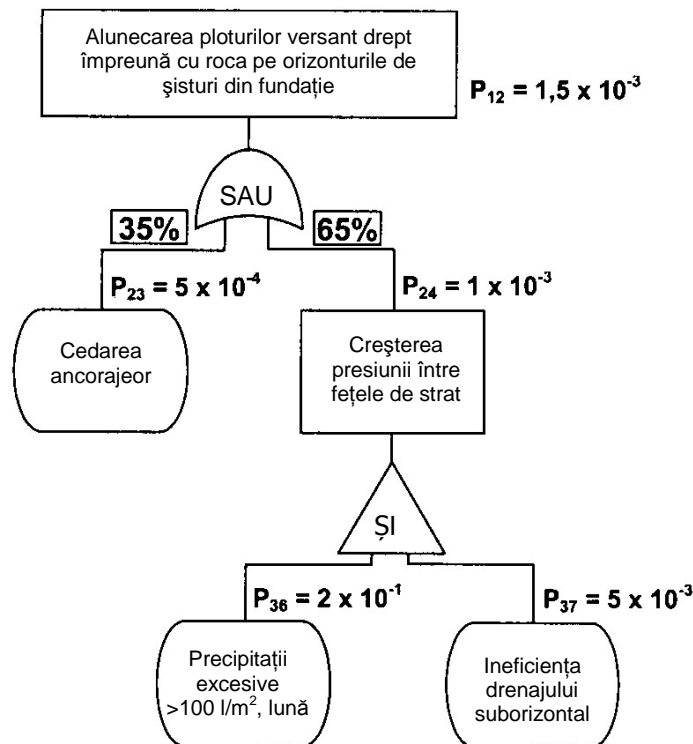 Alunecarea ploturilor versant drept
împreună cu roca pe orizonturile de
şisturi din fundaţie
P₁₂ = 1,5 x 10⁻³
SAU
35%
65%
P₂₃ = 5 x 10⁻⁴
P₂₄ = 1 x 10⁻³
Cedarea
ancorajeor
Creşterea
presiunii între
feţele de strat
ŞI
P₃₆ = 2 x 10⁻¹
P₃₇ = 5 x 10⁻³
Precipitaţii
excesive
>100 l/m², lună
Ineficienţa
drenajului
suborizontal